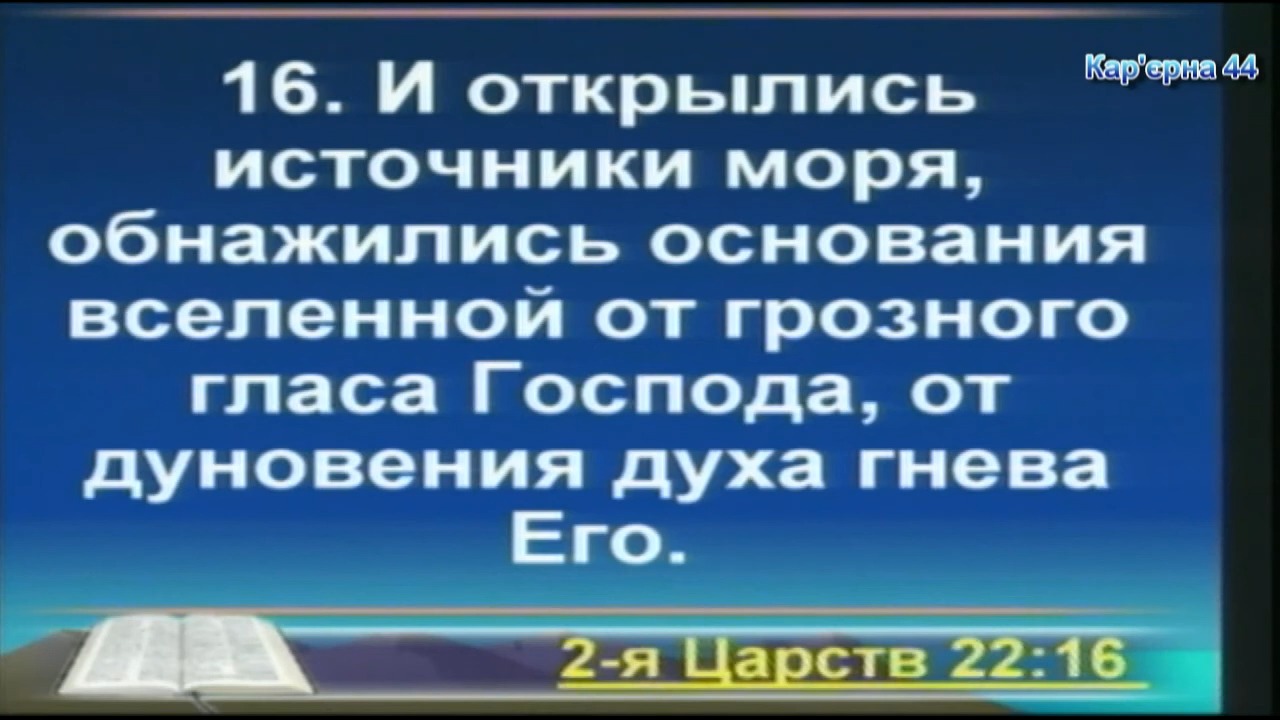 Кар'єрна 44
16. И открылись
источники моря,
обнажились основания
вселенной от грозного
гласа Господа, от
дуновения духа гнева
Его.
2-я Царств 22:16